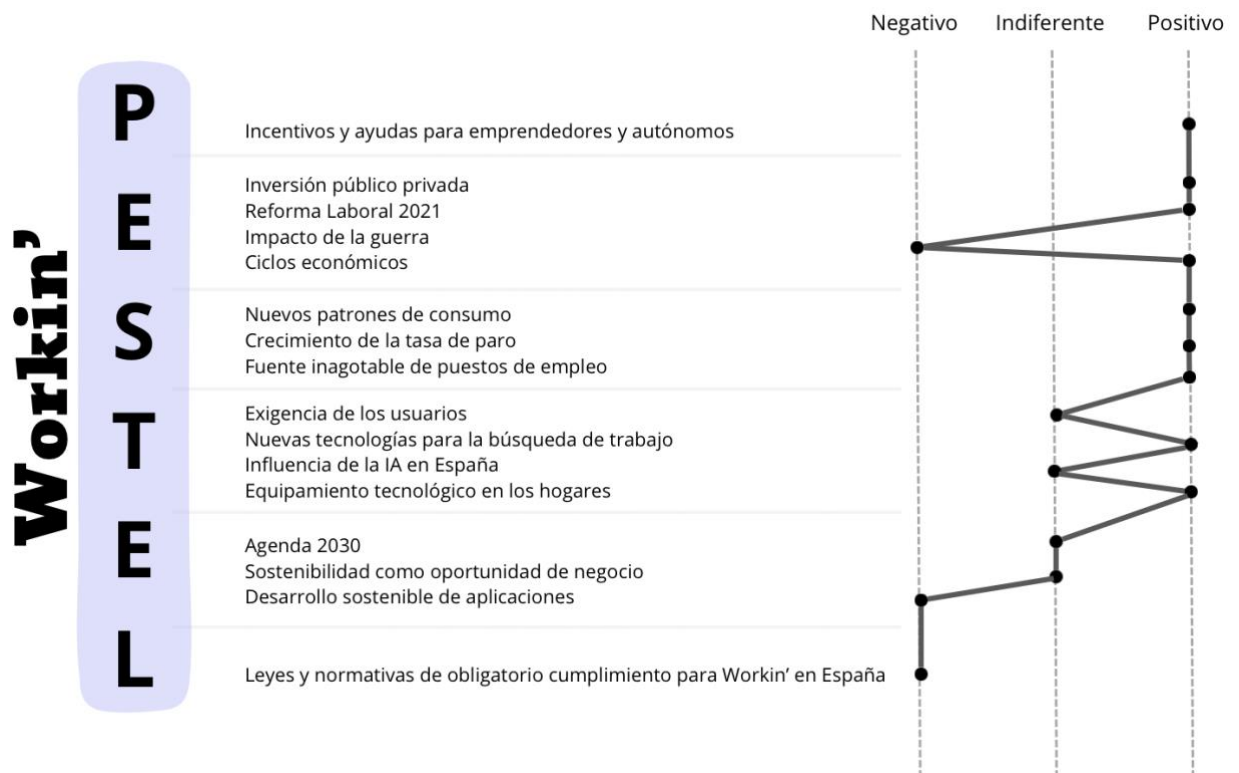 Negativo Indiferente Positivo
Workin’
P
Incentivos y ayudas para emprendedores y autónomos
E
Inversión público privada
Reforma Laboral 2021
Impacto de la guerra
Ciclos económicos
S
Nuevos patrones de consumo
Crecimiento de la tasa de paro
Fuente inagotable de puestos de empleo
T
Exigencia de los usuarios
Nuevas tecnologías para la búsqueda de trabajo
Influencia de la IA en España
Equipamiento tecnológico en los hogares
E
Agenda 2030
Sostenibilidad como oportunidad de negocio
Desarrollo sostenible de aplicaciones
L
Leyes y normativas de obligatorio cumplimiento para Workin’ en España